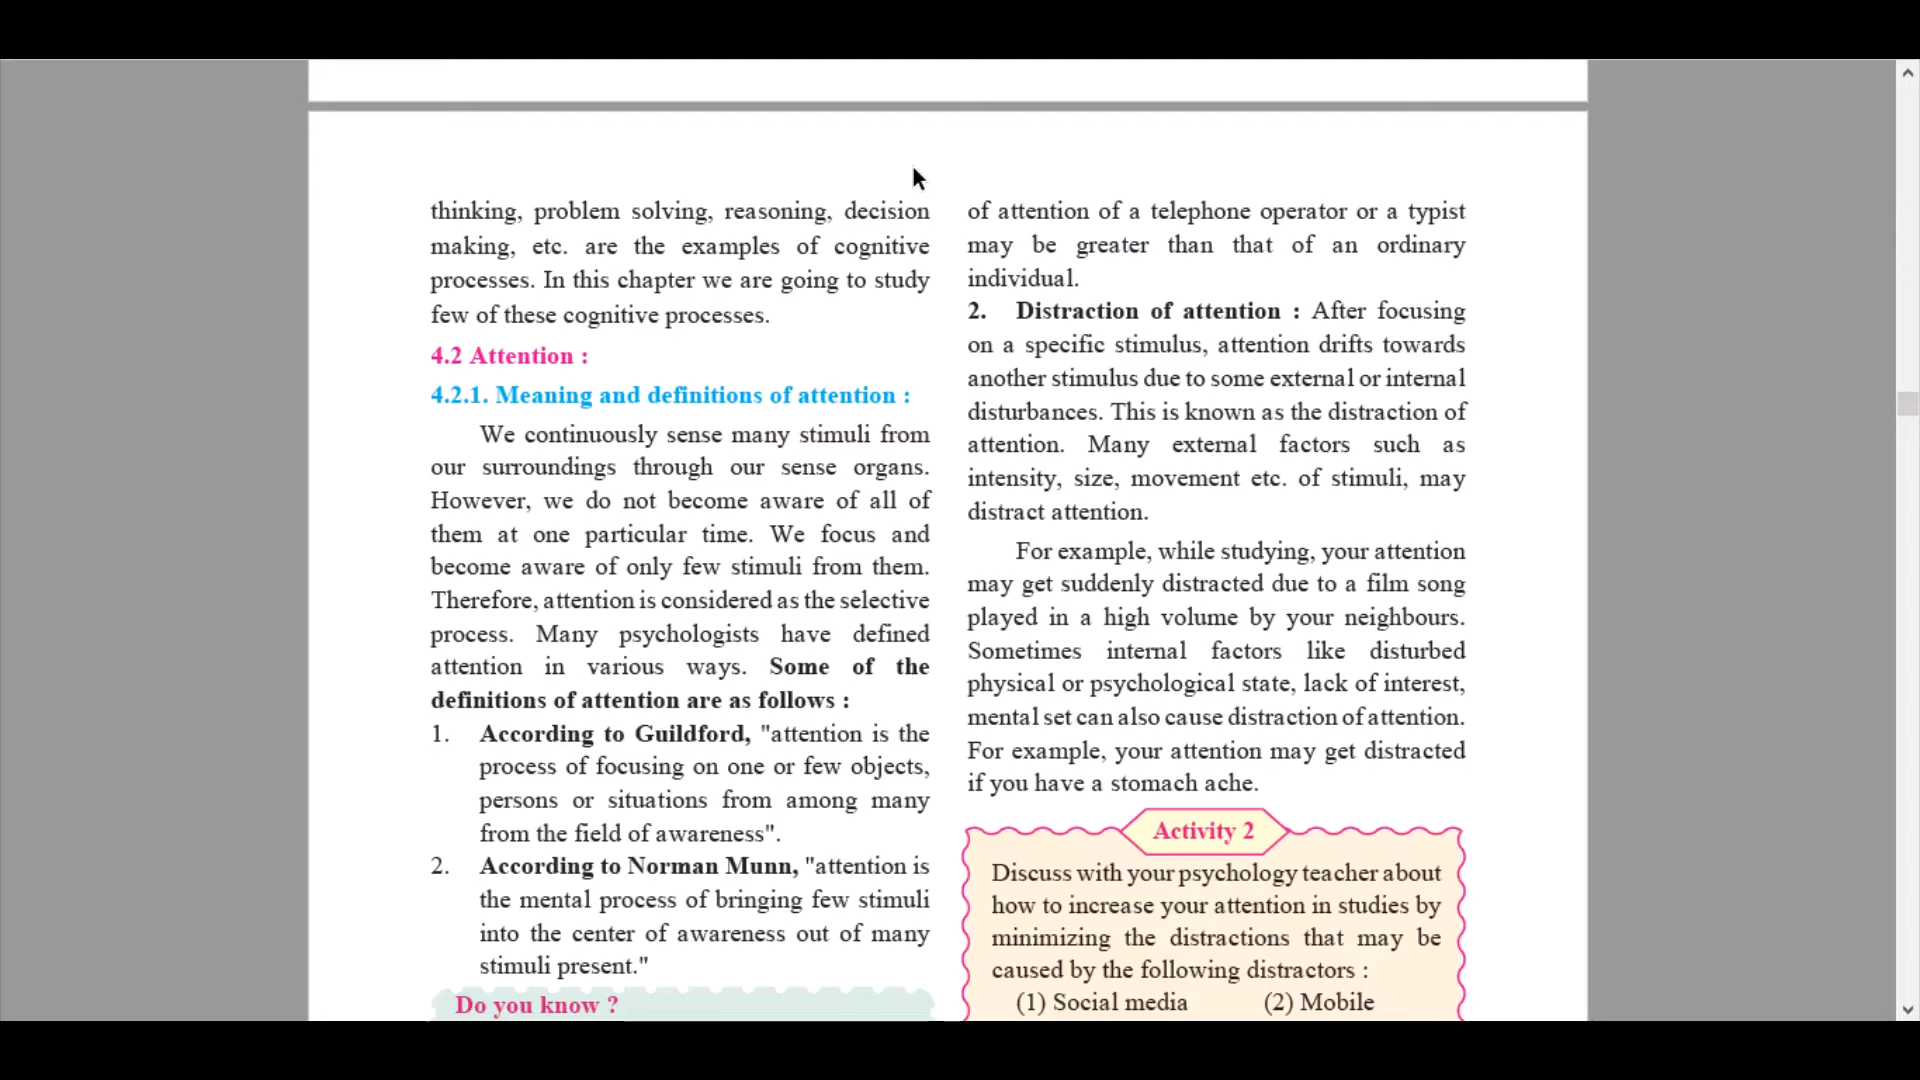 thinking, problem solving, reasoning, decision
making, etc. are the examples of cognitive
processes. In this chapter we are going to study
few of these cognitive processes.
4.2 Attention :
4.2.1. Meaning and definitions of attention :
We continuously sense many stimuli from
our surroundings through our sense organs.
However, we do not become aware of all of
them at one particular time. We focus and
become aware of only few stimuli from them.
Therefore, attention is considered as the selective
process. Many psychologists have defined
attention in various ways. Some of the
definitions of attention are as follows :
1. According to Guildford, "attention is the
process of focusing on one or few objects,
persons or situations from among many
from the field of awareness".
2. According to Norman Munn, "attention is
the mental process of bringing few stimuli
into the center of awareness out of many
stimuli present."
Do you know ?
of attention of a telephone operator or a typist
may be greater than that of an ordinary
individual.
2. Distraction of attention : After focusing
on a specific stimulus, attention drifts towards
another stimulus due to some external or internal
disturbances. This is known as the distraction of
attention. Many external factors such as
intensity, size, movement etc. of stimuli, may
distract attention.
For example, while studying, your attention
may get suddenly distracted due to a film song
played in a high volume by your neighbours.
Sometimes internal factors like disturbed
physical or psychological state, lack of interest,
mental set can also cause distraction of attention.
For example, your attention may get distracted
if you have a stomach ache.
Activity 2
Discuss with your psychology teacher about
how to increase your attention in studies by
minimizing the distractions that may be
caused by the following distractors :
(1) Social media (2) Mobile